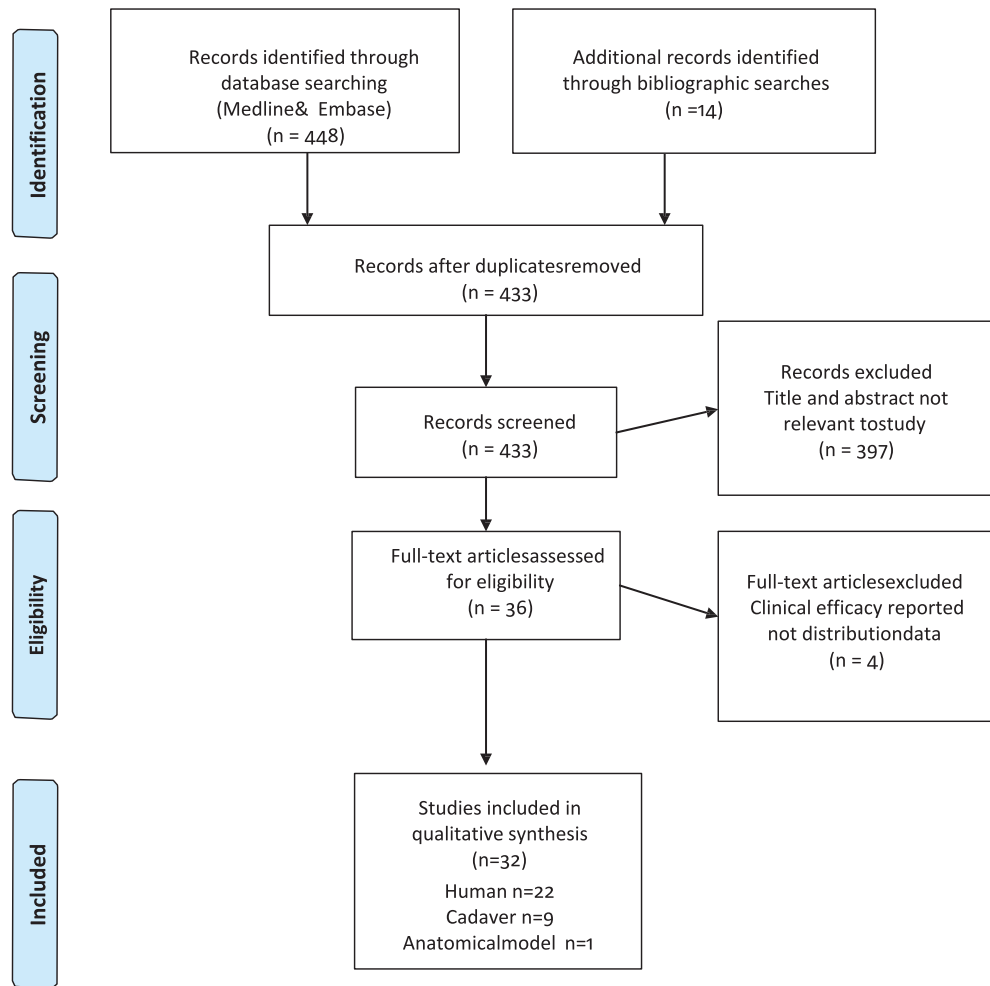 Identification
Records identified through
database searching
(Medline& Embase)
(n = 448)
Additional records identified
through bibliographic searches
(n =14)
Records after duplicatesremoved
(n = 433)
Screening
Records screened
(n = 433)
Records excluded
Title and abstract not
relevant tostudy
(n = 397)
Eligibility
Full-text articlesassessed
for eligibility
(n = 36)
Full-text articlesexcluded
Clinical efficacy reported
not distributiondata
(n = 4)
Included
Studies included in
qualitative synthesis
(n=32)
Human n=22
Cadaver n=9
Anatomicalmodel n=1